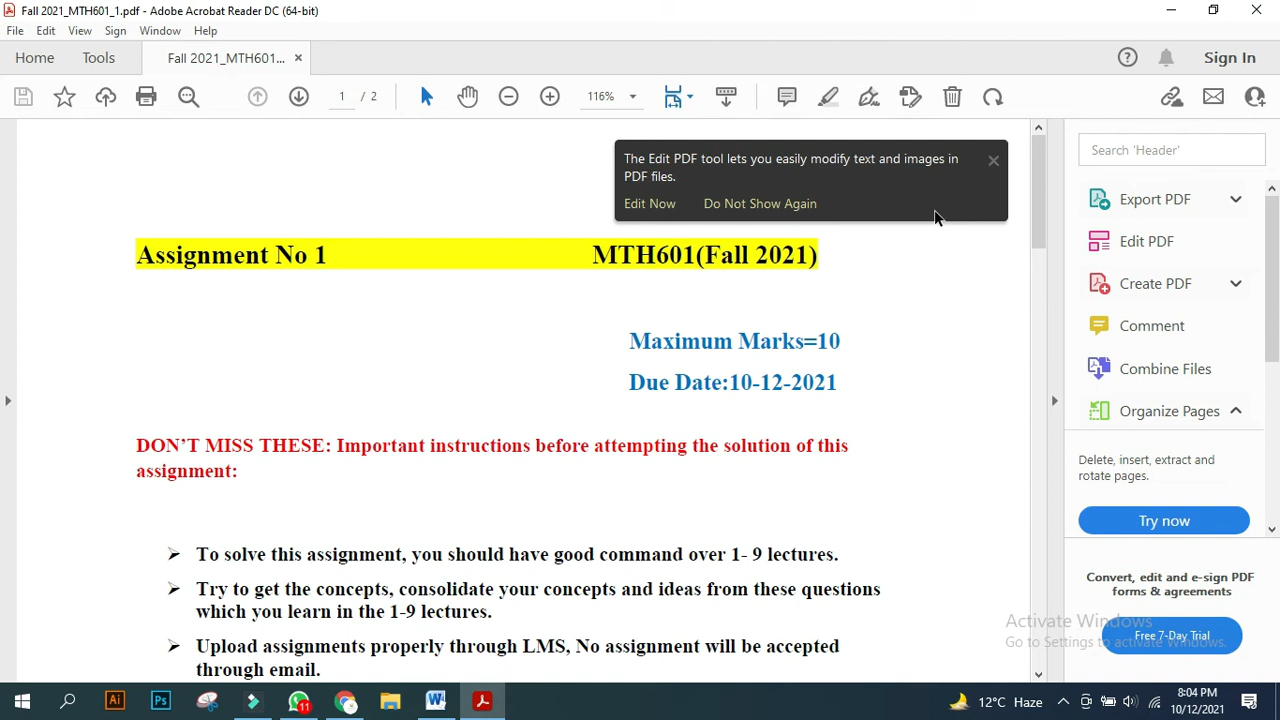 Fall 2021_MTH601_1.pdf - Adobe Acrobat Reader DC (64-bit)
File Edit View Sign Window Help
Home Tools Fall 2021_MTH601... × Sign In
1 / 2 116%
The Edit PDF tool lets you easily modify text and images in
PDF files.
Edit Now Do Not Show Again
Assignment No 1 MTH601(Fall 2021)
Maximum Marks=10
Due Date:10-12-2021
DON’T MISS THESE: Important instructions before attempting the solution of this
assignment:
➢ To solve this assignment, you should have good command over 1- 9 lectures.
➢ Try to get the concepts, consolidate your concepts and ideas from these questions
which you learn in the 1-9 lectures.
➢ Upload assignments properly through LMS, No assignment will be accepted
through email.
Search 'Header'
Export PDF
Edit PDF
Create PDF
Comment
Combine Files
Organize Pages
Delete, insert, extract and
rotate pages.
Try now
Convert, edit and e-sign PDF
forms & agreements
Free 7-Day Trial
Activate Windows
Go to Settings to activate Windows.
Ai Ps 11 W 12°C Haze 8:04 PM
10/12/2021